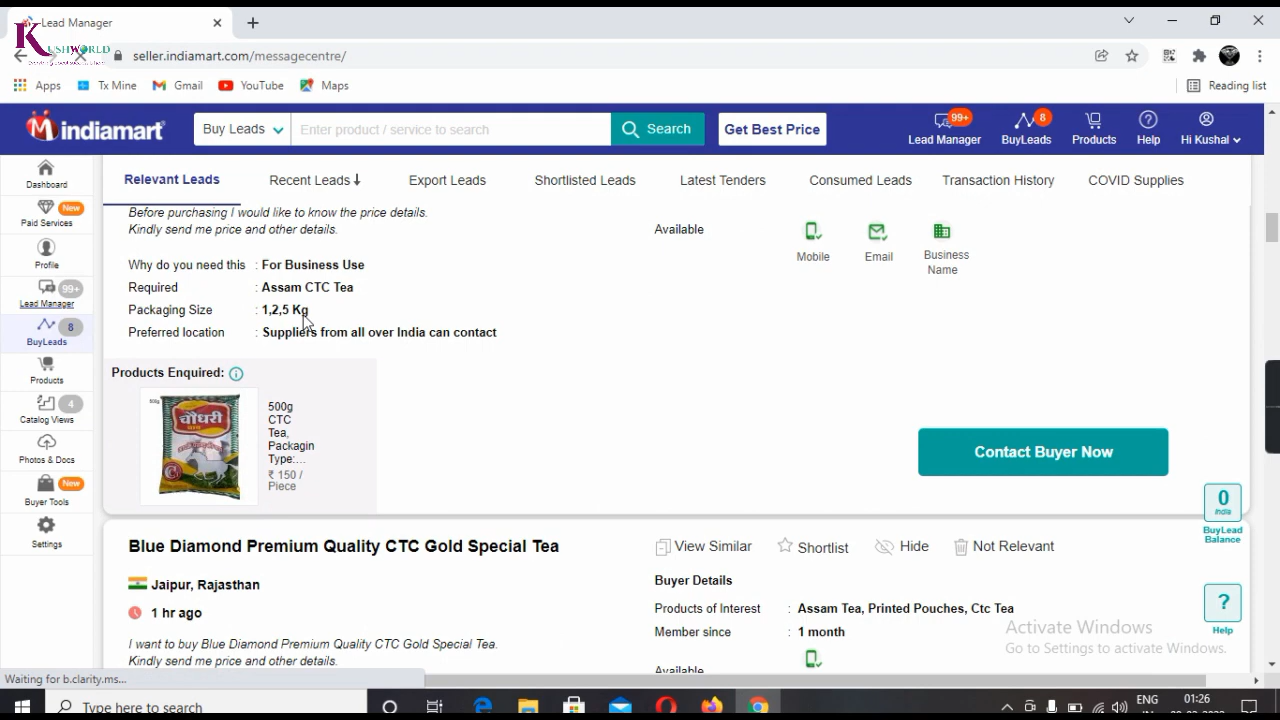 Lead Manager
KUSHWORLD
seller.indiamart.com/messagecentre/
Apps Tx Mine Gmail YouTube Maps Reading list
indiamart Buy Leads Enter product / service to search Search Get Best Price Lead Manager 99+ BuyLeads 8 Products Help Hi Kushal
Dashboard
Paid Services New
Profile
Lead Manager 99+
BuyLeads 8
Products
Catalog Views 4
Photos & Docs
Buyer Tools New
Settings
Relevant Leads Recent Leads Export Leads Shortlisted Leads Latest Tenders Consumed Leads Transaction History COVID Supplies
Before purchasing I would like to know the price details.
Kindly send me price and other details.
Available
Mobile Email Business
Name
Why do you need this : For Business Use
Required : Assam CTC Tea
Packaging Size : 1,2,5 Kg
Preferred location : Suppliers from all over India can contact
Products Enquired:
500g
चौधरी
500g
CTC
Tea,
Packagin
Type:...
₹ 150 /
Piece
Contact Buyer Now
0
India
BuyLead
Balance
Blue Diamond Premium Quality CTC Gold Special Tea
View Similar Shortlist Hide Not Relevant
Jaipur, Rajasthan
1 hr ago
I want to buy Blue Diamond Premium Quality CTC Gold Special Tea.
Kindly send me price and other details.
Buyer Details
Products of Interest : Assam Tea, Printed Pouches, Ctc Tea
Member since : 1 month
Available
?
Help
Activate Windows
Go to Settings to activate Windows.
Waiting for b.clarity.ms...
Type here to search
ENG
01:26